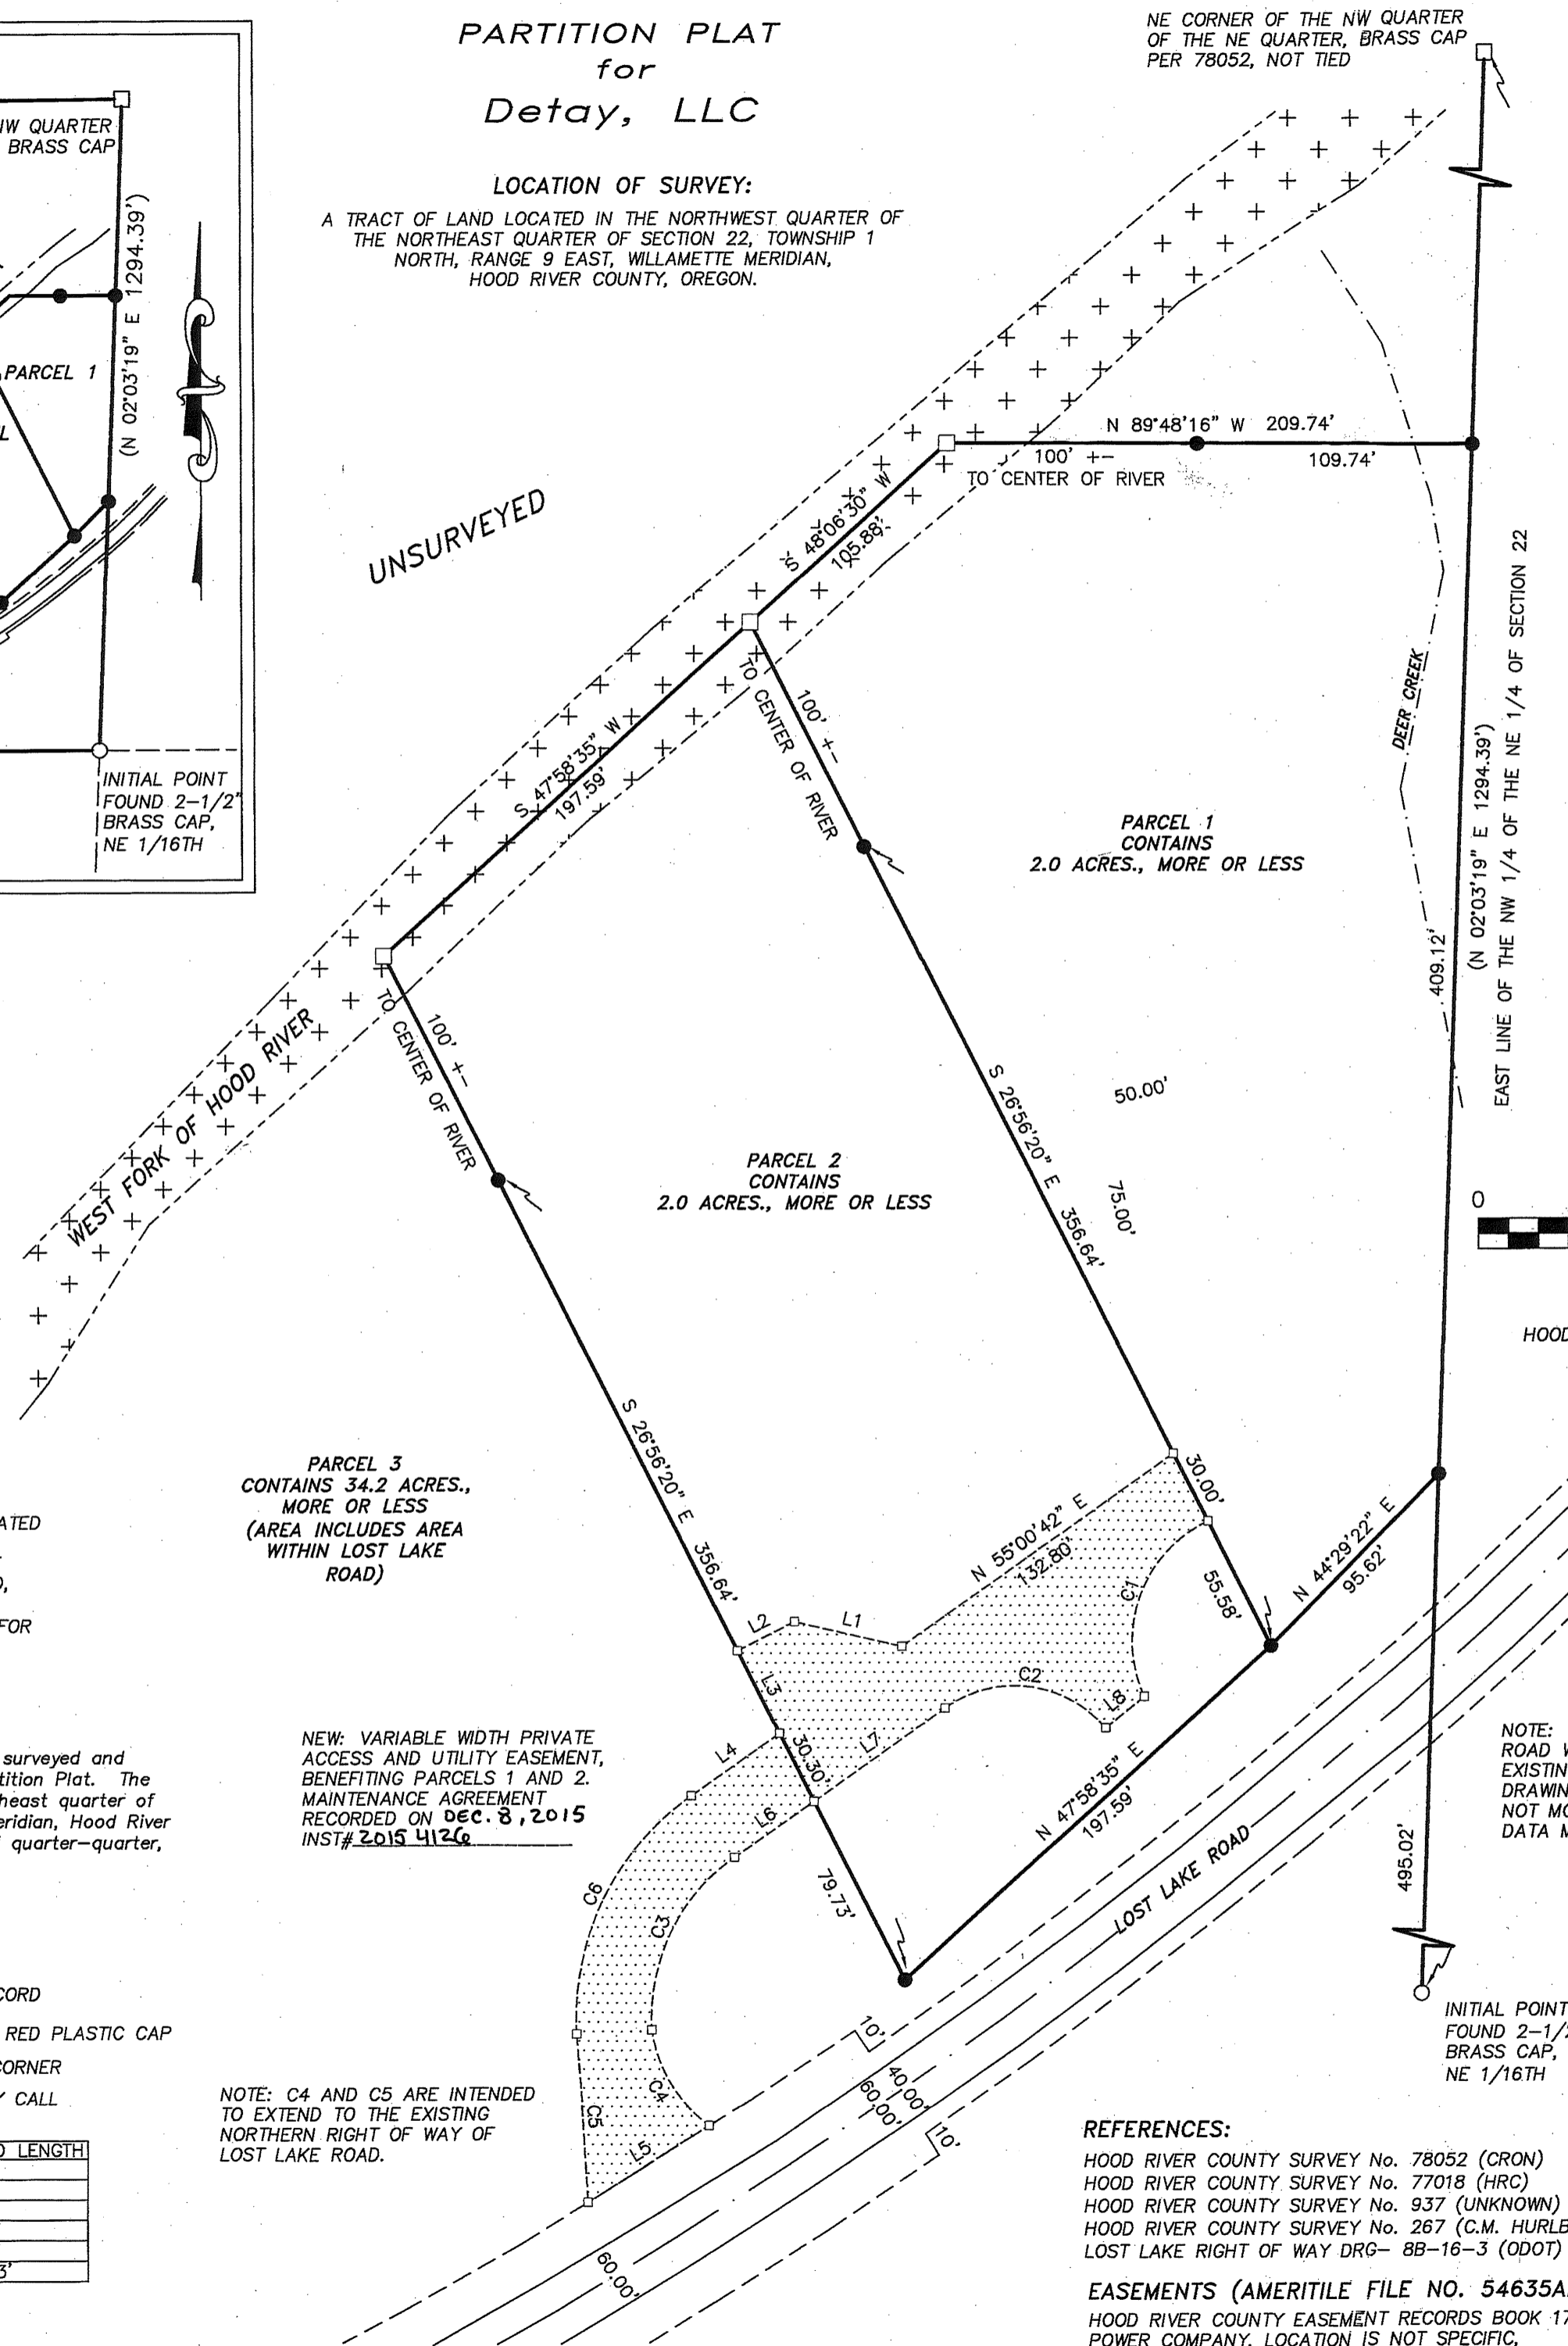 PARTITION PLAT
for
Detay, LLC
LOCATION OF SURVEY:
A TRACT OF LAND LOCATED IN THE NORTHWEST QUARTER OF
THE NORTHEAST QUARTER OF SECTION 22, TOWNSHIP 1
NORTH, RANGE 9 EAST, WILLAMETTE MERIDIAN,
HOOD RIVER COUNTY, OREGON.
NE CORNER OF THE NW QUARTER
OF THE NE QUARTER, BRASS CAP
PER 78052, NOT TIED
NW QUARTER
BRASS CAP
(N 02°03'19" E 1294.39')
PARCEL 1
L
INITIAL POINT
FOUND 2-1/2"
BRASS CAP,
NE 1/16TH
UNSURVEYED
N 89°48'16" W 209.74'
100' +-
TO CENTER OF RIVER
109.74'
S 48°06'30" W
105.88'
S 47°58'35" W
197.59'
100' +-
TO CENTER OF RIVER
100' +-
TO CENTER OF RIVER
WEST FORK OF HOOD RIVER
DEER CREEK
PARCEL 1
CONTAINS
2.0 ACRES., MORE OR LESS
409.12'
(N 02°03'19" E 1294.39')
EAST LINE OF THE NW 1/4 OF THE NE 1/4 OF SECTION 22
S 26°56'20" E 356.64'
50.00'
75.00'
PARCEL 2
CONTAINS
2.0 ACRES., MORE OR LESS
0
HOOD
S 26°56'20" E 356.64'
PARCEL 3
CONTAINS 34.2 ACRES.,
MORE OR LESS
(AREA INCLUDES AREA
WITHIN LOST LAKE
ROAD)
ATED
D,
FOR
N 55°00'42" E
132.80'
30.00'
55.58'
N 44°29'22" E
95.62'
L2
L1
L3
C1
C2
L8
L7
L4
30.30'
L6
79.73'
C6
C3
C4
C5
L5
N 47°58'35" E
197.59'
LOST LAKE ROAD
495.02'
NEW: VARIABLE WIDTH PRIVATE
ACCESS AND UTILITY EASEMENT,
BENEFITING PARCELS 1 AND 2.
MAINTENANCE AGREEMENT
RECORDED ON DEC. 8, 2015
INST# 2015 4126
surveyed and
tition Plat. The
heast quarter of
eridian, Hood River
quarter-quarter,
NOTE:
ROAD W
EXISTIN
DRAWIN
NOT MO
DATA M
CORD
RED PLASTIC CAP
CORNER
CALL
D LENGTH
3'
NOTE: C4 AND C5 ARE INTENDED
TO EXTEND TO THE EXISTING
NORTHERN RIGHT OF WAY OF
LOST LAKE ROAD.
10'
40.00'
60.00'
10'
60.00'
INITIAL POINT
FOUND 2-1/2
BRASS CAP,
NE 1/16TH
REFERENCES:
HOOD RIVER COUNTY SURVEY No. 78052 (CRON)
HOOD RIVER COUNTY SURVEY No. 77018 (HRC)
HOOD RIVER COUNTY SURVEY No. 937 (UNKNOWN)
HOOD RIVER COUNTY SURVEY No. 267 (C.M. HURLB
LOST LAKE RIGHT OF WAY DRG- 8B-16-3 (ODOT)
EASEMENTS (AMERITILE FILE NO. 54635A
HOOD RIVER COUNTY EASEMENT RECORDS BOOK 17
POWER COMPANY. LOCATION IS NOT SPECIFIC.